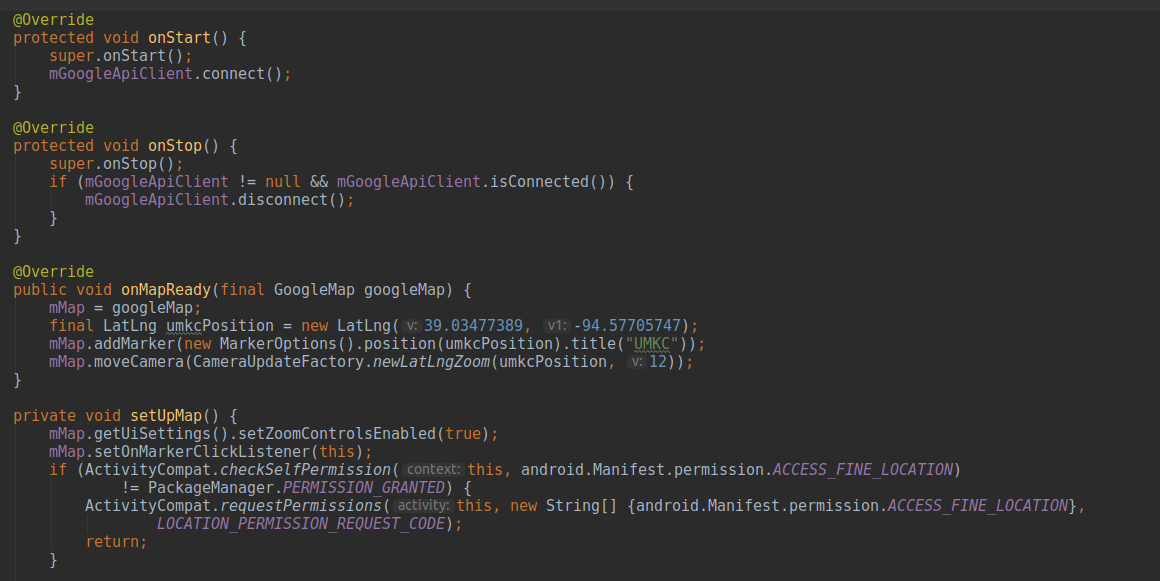 @Override
protected void onStart() {
    super.onStart();
    mGoogleApiClient.connect();
}

@Override
protected void onStop() {
    super.onStop();
    if (mGoogleApiClient != null && mGoogleApiClient.isConnected()) {
        mGoogleApiClient.disconnect();
    }
}

@Override
public void onMapReady(final GoogleMap googleMap) {
    mMap = googleMap;
    final LatLng umkcPosition = new LatLng( v: 39.03477389, v1: -94.57705747);
    mMap.addMarker(new MarkerOptions().position(umkcPosition).title("UMKC"));
    mMap.moveCamera(CameraUpdateFactory.newLatLngZoom(umkcPosition, v: 12));
}

private void setUpMap() {
    mMap.getUiSettings().setZoomControlsEnabled(true);
    mMap.setOnMarkerClickListener(this);
    if (ActivityCompat.checkSelfPermission( context: this, android.Manifest.permission.ACCESS_FINE_LOCATION)
            != PackageManager.PERMISSION_GRANTED) {
        ActivityCompat.requestPermissions( activity: this, new String[] {android.Manifest.permission.ACCESS_FINE_LOCATION},
                LOCATION_PERMISSION_REQUEST_CODE);
        return;
    }